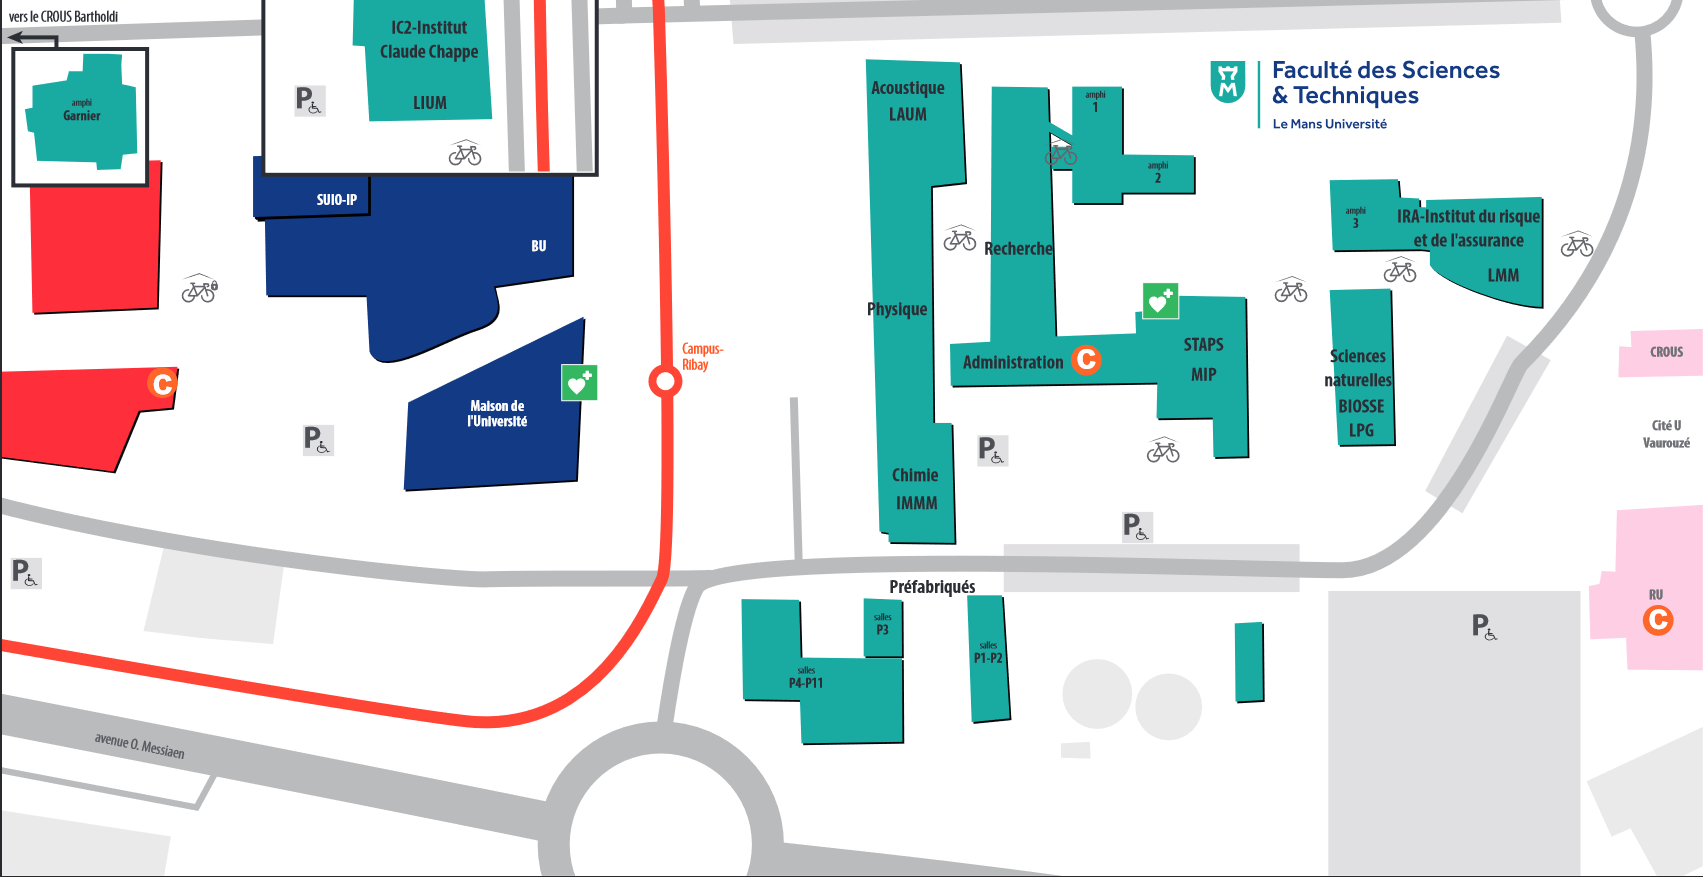 vers le CROUS Bartholdi
amphi
Garnier
IC2-Institut
Claude Chappe
LIUM
P
SUIO-IP
BU
Maison de
l'Université
C
P
P
Campus-
Ribay
avenue O. Messiaen
Acoustique
LAUM
Physique
Chimie
IMMM
Recherche
amphi
1
amphi
2
Administration
C
STAPS
MIP
P
P
Faculté des Sciences
& Techniques
Le Mans Université
amphi
3
IRA-Institut du risque
et de l'assurance
LMM
Sciences
naturelles
BIOSSE
LPG
CROUS
Cité U
Vaurouzé
RU
C
P
Préfabriqués
salles
P3
salles
P4-P11
salles
P1-P2